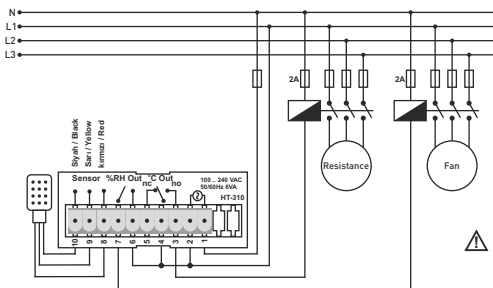 N
L1
L2
L3
2A
2A
Siyah / Black
Sarı / Yellow
kırmızı / Red
Resistance
Fan
Sensor %RH Out °C Out
nc no
100 .. 240 VAC
50/60Hz 6VA
HT-310
10 9 8 7 6 5 4 3 2 1